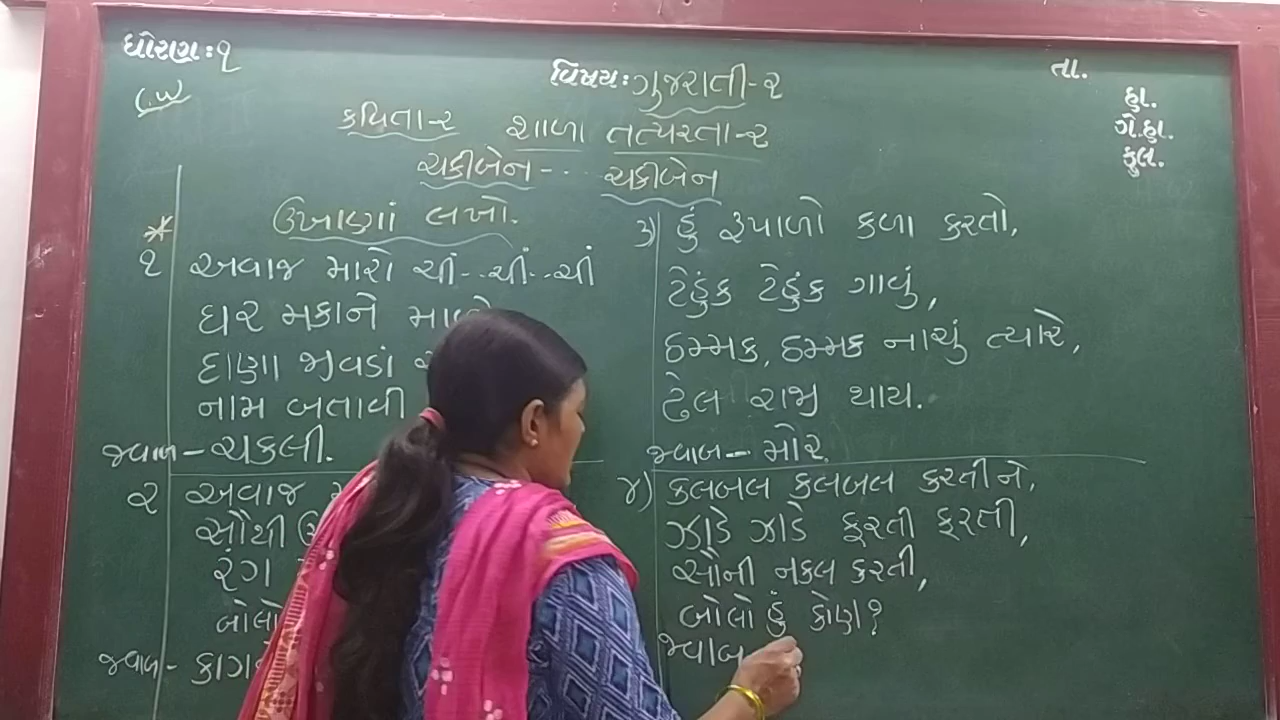 ધોરણ: ૧
વિષય: ગુજરાતી-૨
તા.
C.W
હા.
ગે.હા.
કુલ.
કવિતા-૨ શાળા તત્પરતા-૨
ચકીબેન-... ચકીબેન
* ઉખાણાં લખો.
૧ અવાજ મારો ચીં..ચીં..ચીં
ઘર મકાને
દાણા જીવડાં
નામ બતાવી
જવાબ- ચકલી.
૨ અવાજ
સૌથી
રંગ
બોલો
જવાબ-
૩) હું રૂપાળો કળા કરતો,
ટેહુંક ટેહુંક ગાવું,
ઠમ્મક, ઠમ્મક નાચું ત્યારે,
ઢેલ રાજી થાય.
જવાબ- મોર.
૪) કલબલ કલબલ કરતીને,
ઝાડે ઝાડે ફરતી ફરતી,
સૌની નકલ કરતી,
બોલો હું કોણ?
જવાબ